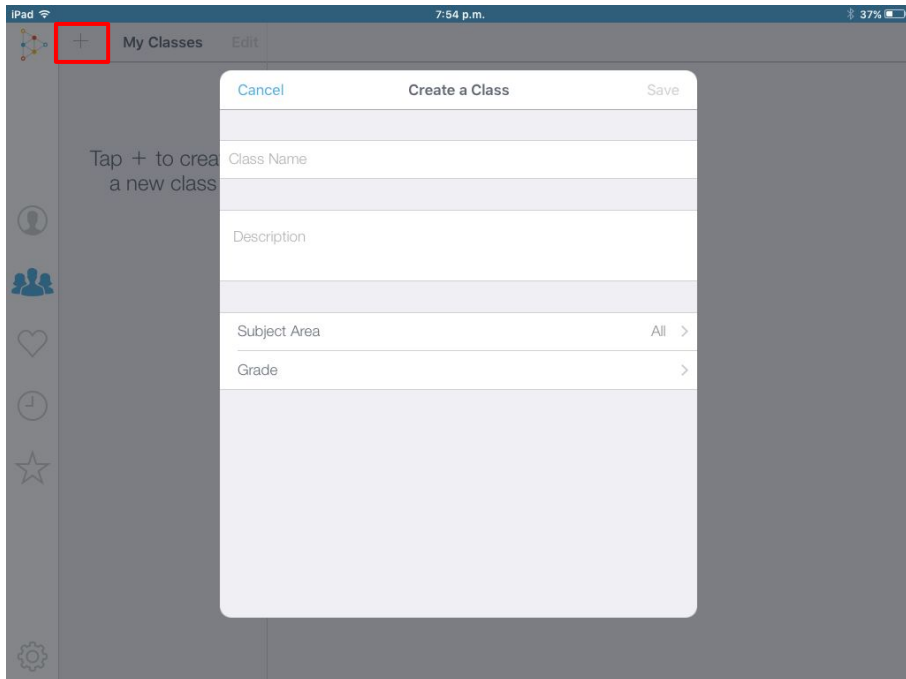 iPad 7:54 p.m. 37%
+ My Classes Edit
Cancel Create a Class Save
Tap + to crea
a new class
Class Name
Description
Subject Area All >
Grade >